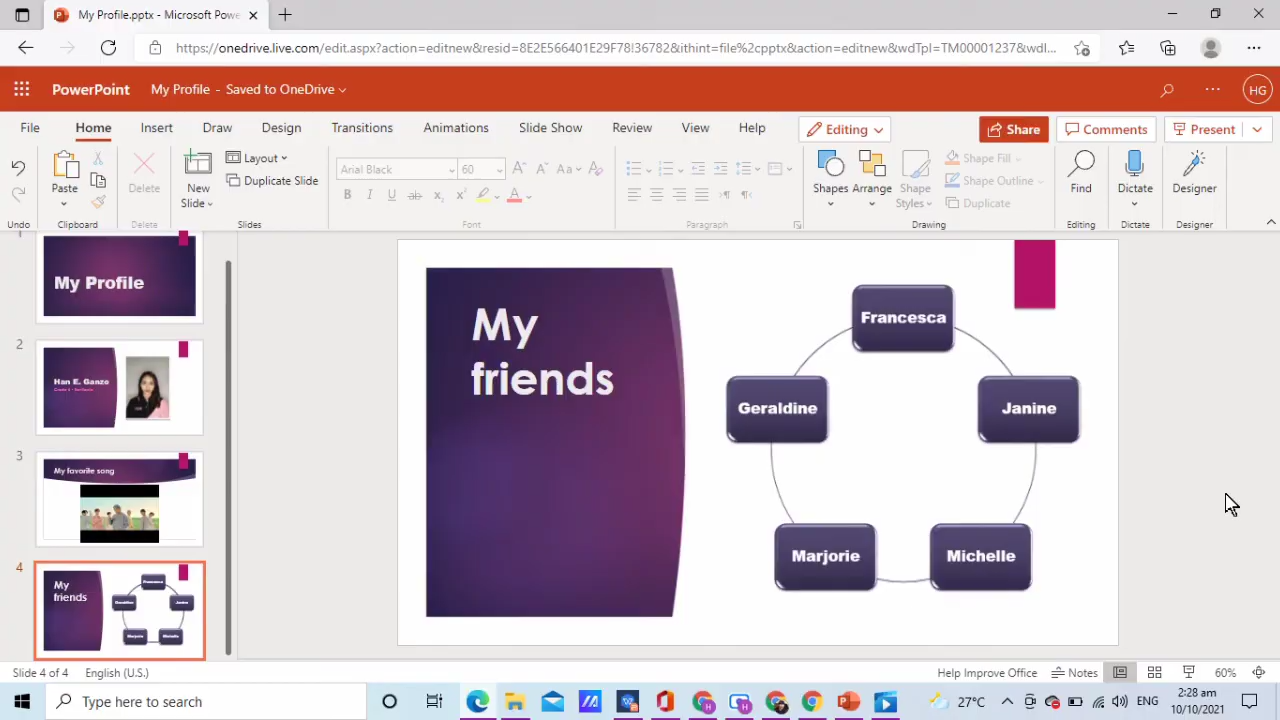 My Profile.pptx - Microsoft Powe
https://onedrive.live.com/edit.aspx?action=editnew&resid=8E2E566401E29F78!36782&ithint=file%2cpptx&action=editnew&wdTpl=TM00001237&wdl...
PowerPoint My Profile - Saved to OneDrive HG
File Home Insert Draw Design Transitions Animations Slide Show Review View Help Editing Share Comments Present
Paste Delete New Slide Layout Duplicate Slide
Arial Black 60
Shapes Arrange Shape Styles Shape Fill Shape Outline Duplicate Find Dictate Designer
Undo Clipboard Delete Slides Font Paragraph Drawing Editing Dictate Designer
1
My Profile
2
Han E. Ganzo
3
My favorite song
4
My
friends
Francesca
Geraldine
Janine
Marjorie
Michelle
My
friends
Francesca
Geraldine
Janine
Marjorie
Michelle
Slide 4 of 4 English (U.S.) Help Improve Office Notes 60%
Type here to search
27°C ENG 2:28 am
10/10/2021